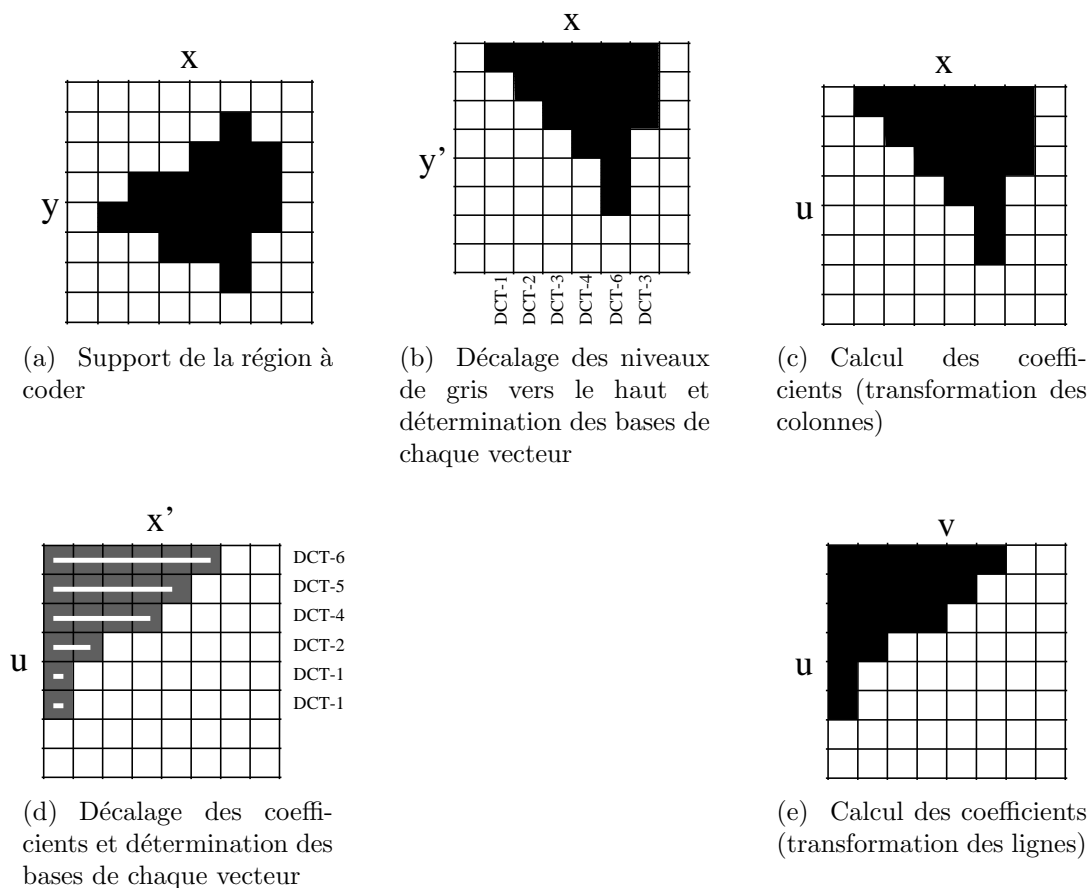 x
y
(a) Support de la région à
coder
x
y'
DCT-1
DCT-2
DCT-3
DCT-4
DCT-6
DCT-3
(b) Décalage des niveaux
de gris vers le haut et
détermination des bases de
chaque vecteur
x
u
(c) Calcul des coeffi-
cients (transformation des
colonnes)
x'
u
DCT-6
DCT-5
DCT-4
DCT-2
DCT-1
DCT-1
(d) Décalage des coeffi-
cients et détermination des
bases de chaque vecteur
v
u
(e) Calcul des coefficients
(transformation des lignes)